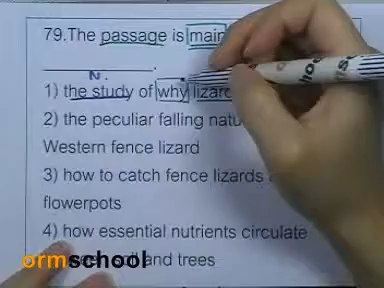 79.The passage is main
N.
1) the study of why lizard
2) the peculiar falling natu
Western fence lizard
3) how to catch fence lizards
flowerpots
4) how essential nutrients circulate
soil and trees
ormschool